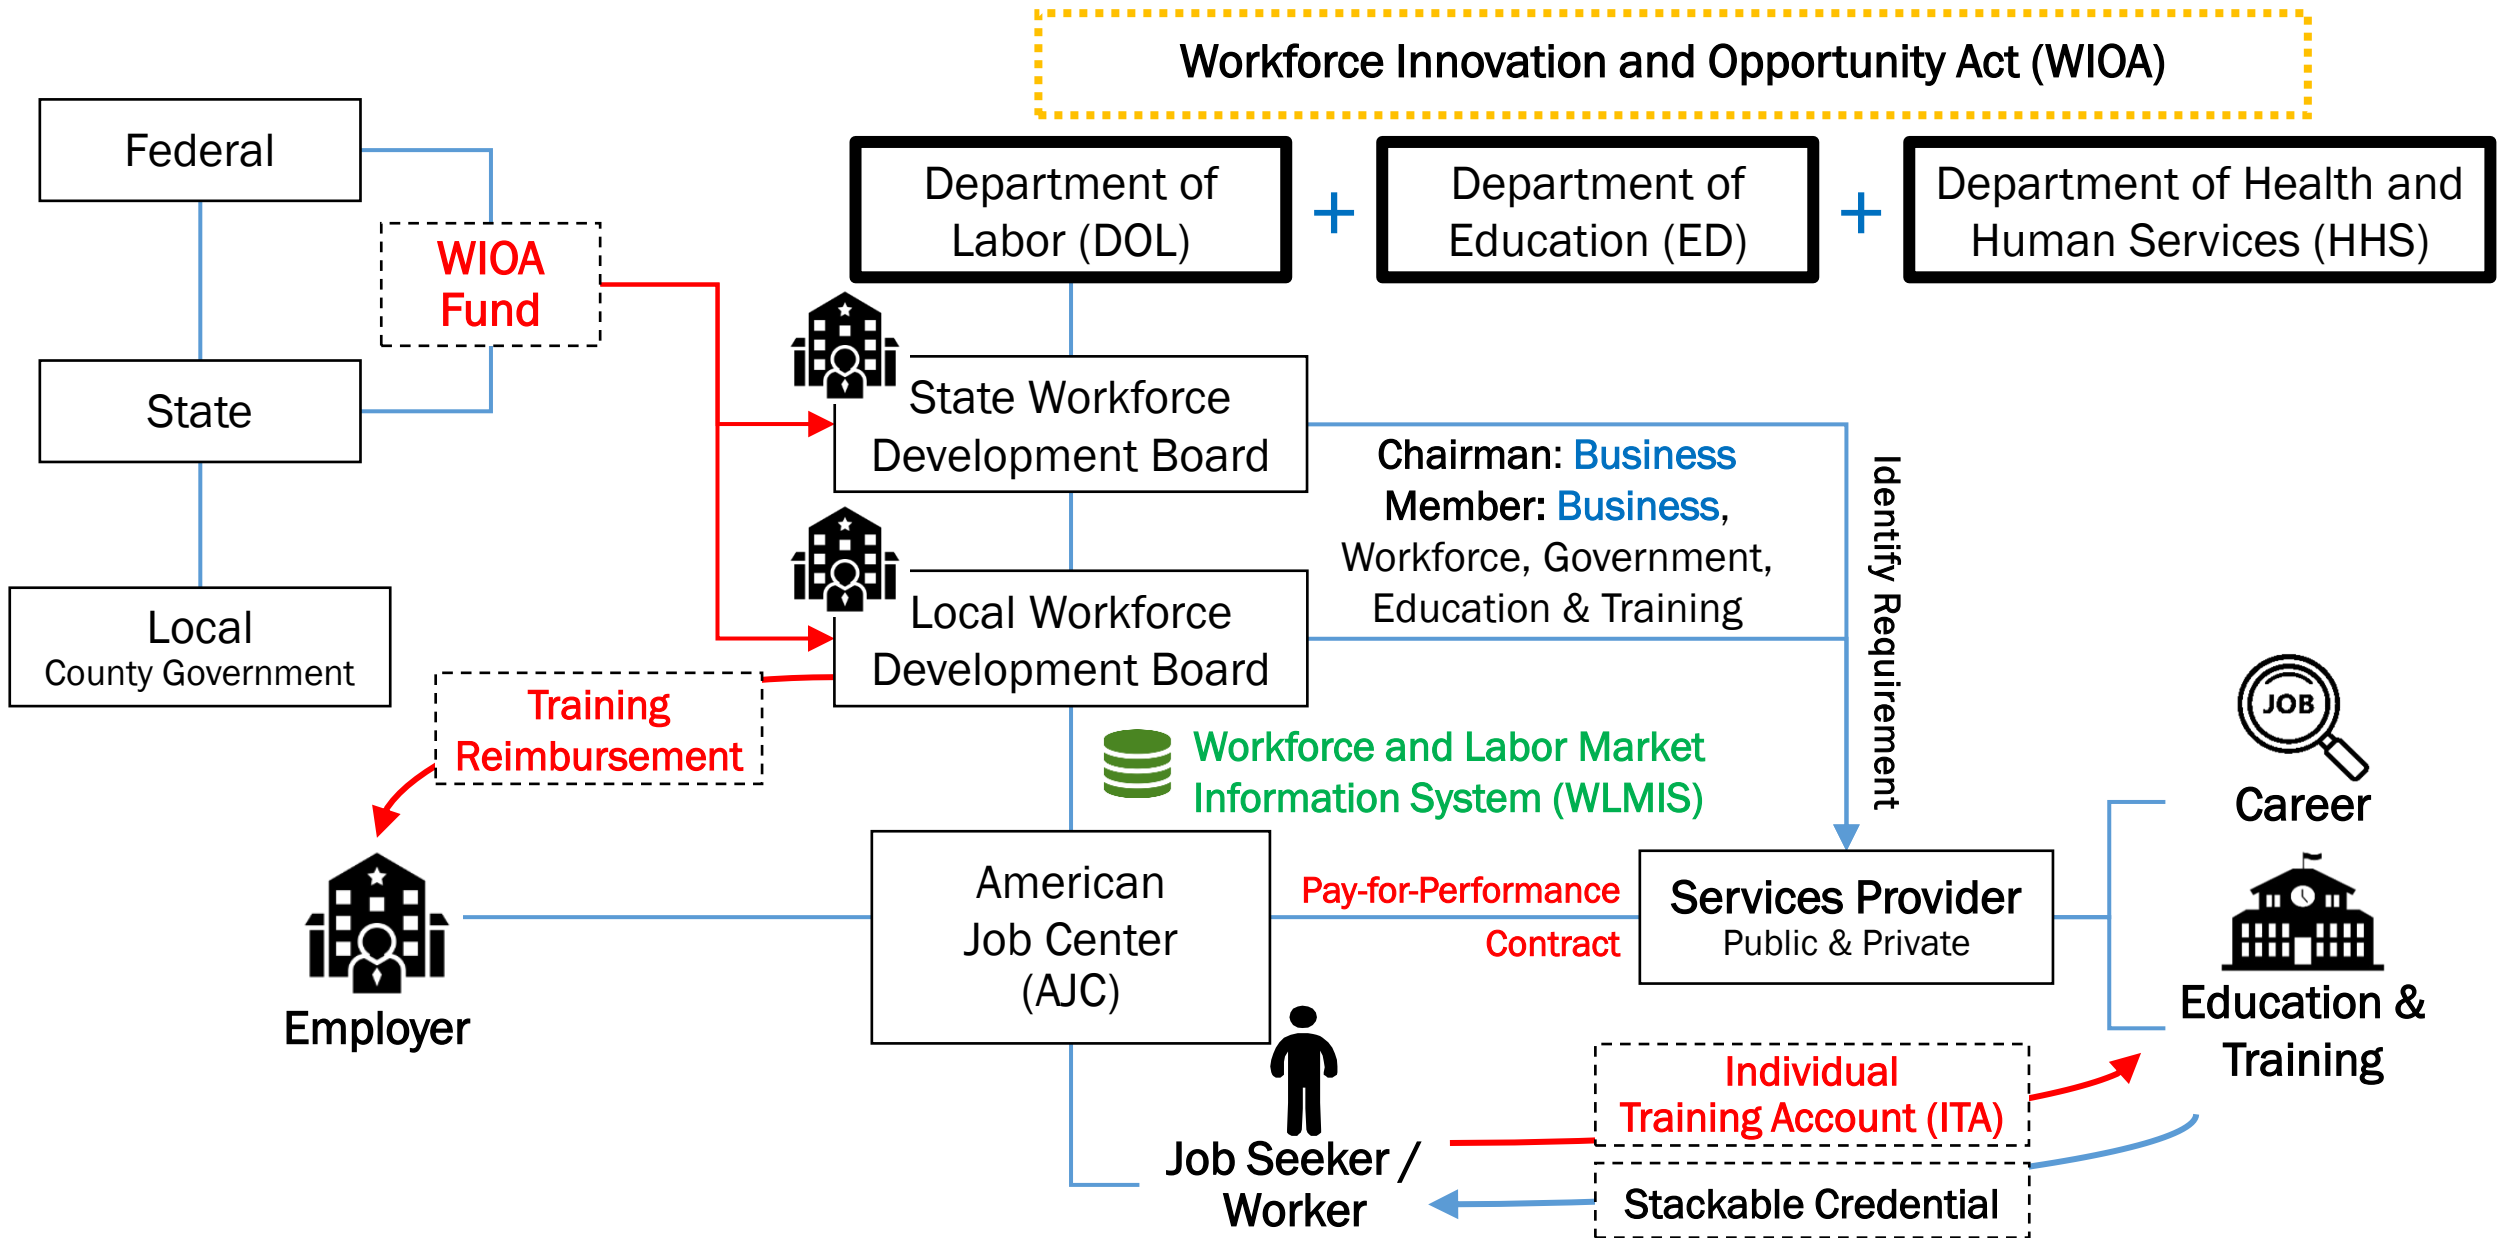 Workforce Innovation and Opportunity Act (WIOA)
Federal
Department of
Labor (DOL)
+
Department of
Education (ED)
+
Department of Health and
Human Services (HHS)
WIOA
Fund
State
State Workforce
Development Board
Chairman: Business
Member: Business,
Workforce, Government,
Education & Training
Identify Requirement
Local
County Government
Local Workforce
Development Board
Training
Reimbursement
Workforce and Labor Market
Information System (WLMIS)
JOB
Career
Employer
American
Job Center
(AJC)
Pay-for-Performance
Contract
Services Provider
Public & Private
Education &
Training
Job Seeker /
Worker
Individual
Training Account (ITA)
Stackable Credential